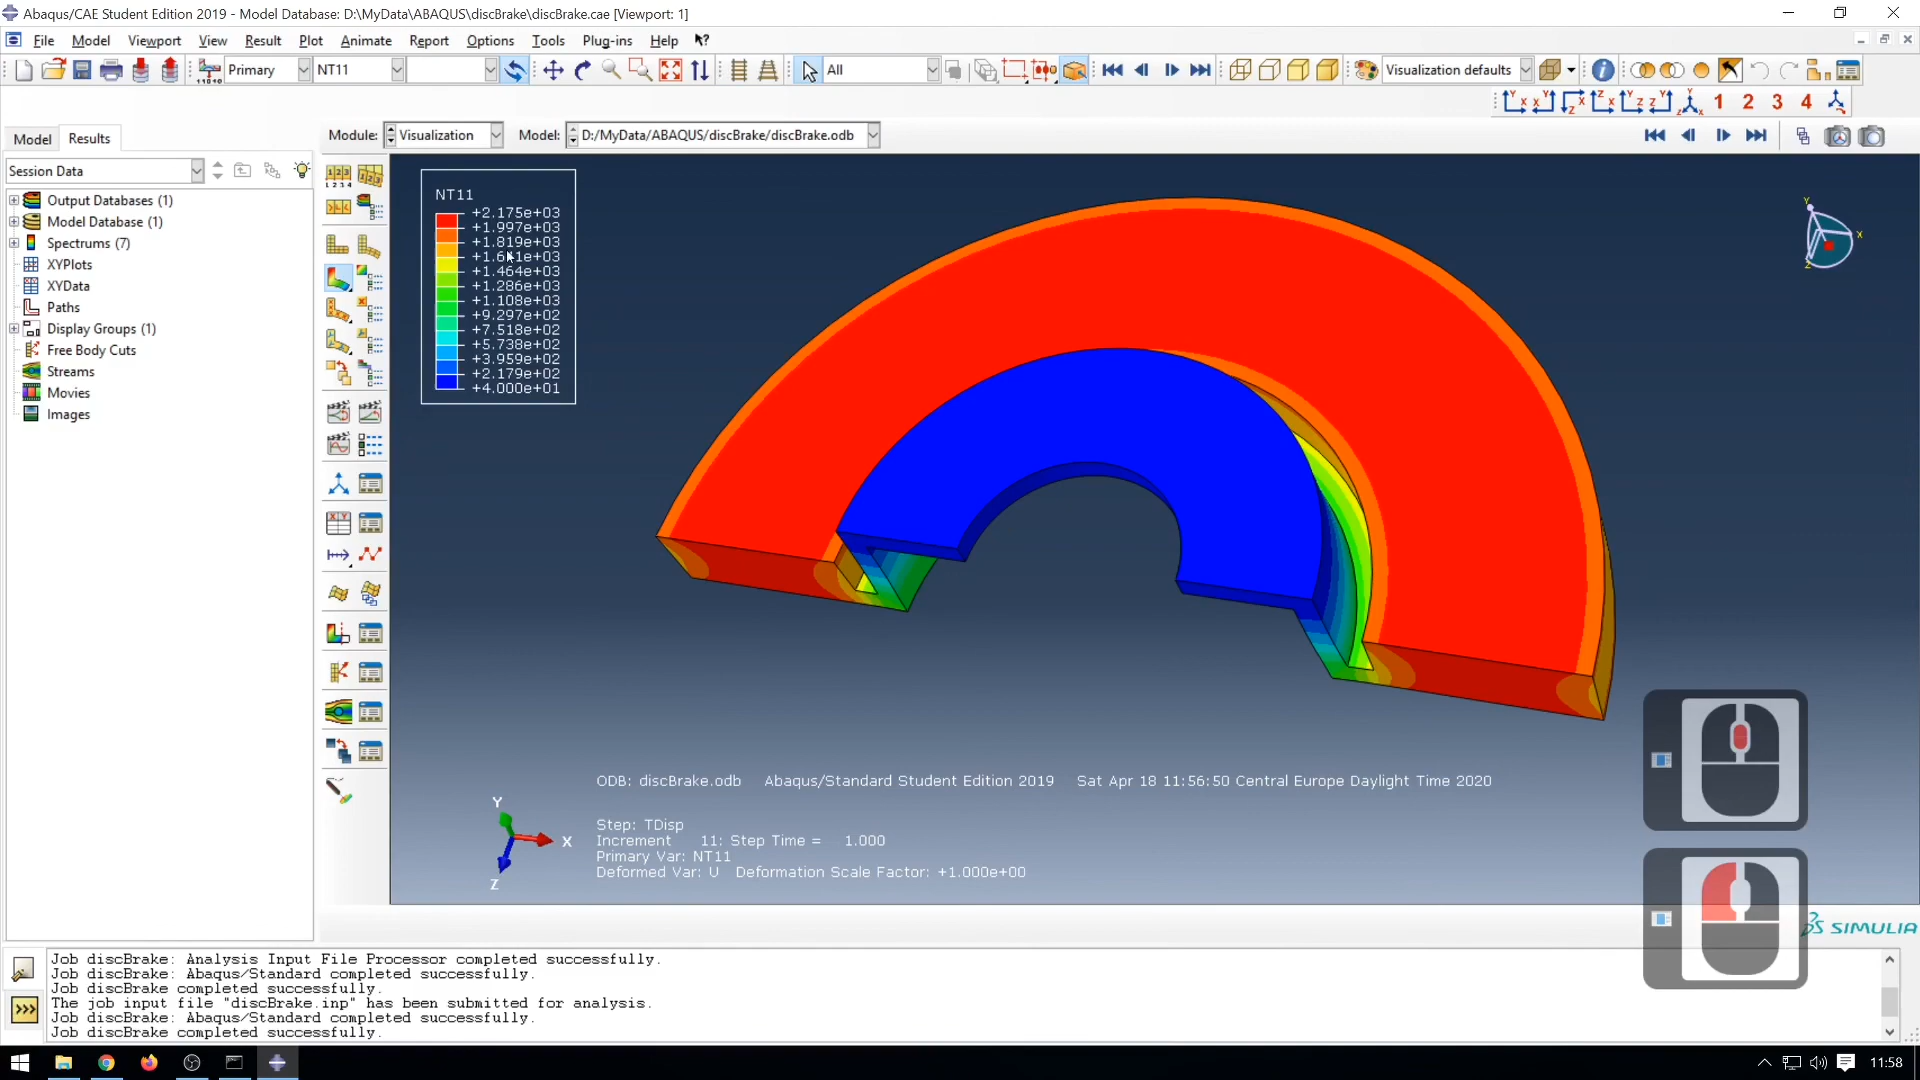 Abaqus/CAE Student Edition 2019 - Model Database: D:\MyData\ABAQUS\discBrake\discBrake.cae [Viewport: 1]
File Model Viewport View Result Plot Animate Report Options Tools Plug-ins Help
Primary NT11 All Visualization defaults
1 2 3 4
Model Results Module: Visualization Model: D:/MyData/ABAQUS/discBrake/discBrake.odb
Session Data
Output Databases (1)
Model Database (1)
Spectrums (7)
XYPlots
XYData
Paths
Display Groups (1)
Free Body Cuts
Streams
Movies
Images
NT11
+2.175e+03
+1.997e+03
+1.819e+03
+1.464e+03
+1.286e+03
+1.108e+03
+9.297e+02
+7.518e+02
+5.738e+02
+3.959e+02
+2.179e+02
+4.000e+01
Y
X
Z
ODB: discBrake.odb Abaqus/Standard Student Edition 2019 Sat Apr 18 11:56:50 Central Europe Daylight Time 2020
Y
X
Z
Step: TDisp
Increment 11: Step Time = 1.000
Primary Var: NT11
Deformed Var: U Deformation Scale Factor: +1.000e+00
SIMULIA
Job discBrake: Analysis Input File Processor completed successfully.
Job discBrake: Abaqus/Standard completed successfully.
Job discBrake completed successfully.
The job input file "discBrake.inp" has been submitted for analysis.
Job discBrake: Abaqus/Standard completed successfully.
Job discBrake completed successfully.
11:58